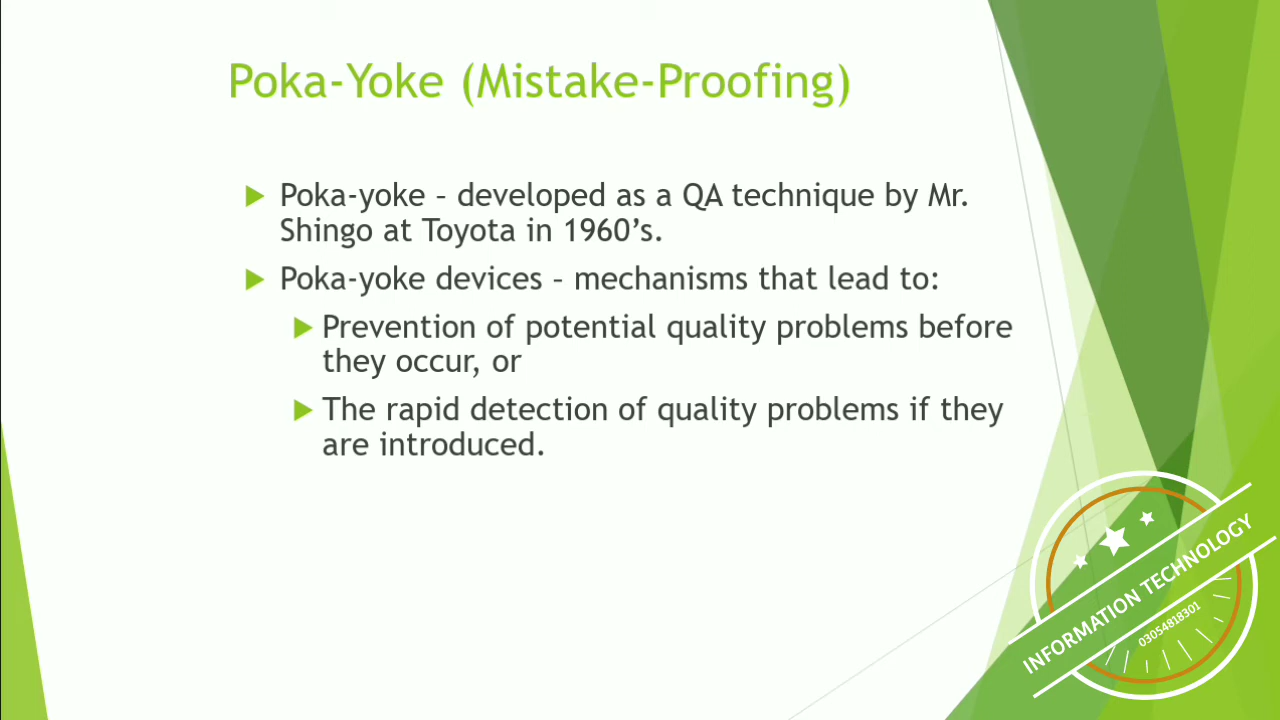 Poka-Yoke (Mistake-Proofing)
Poka-yoke – developed as a QA technique by Mr.
Shingo at Toyota in 1960’s.
Poka-yoke devices – mechanisms that lead to:
Prevention of potential quality problems before
they occur, or
The rapid detection of quality problems if they
are introduced.
INFORMATION TECHNOLOGY
03054818301